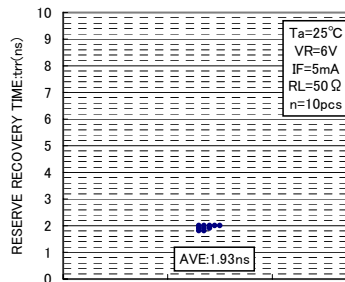 RESERVE RECOVERY TIME:trr(ns)
10
9
8
7
6
5
4
3
2
1
0
Ta=25℃
VR=6V
IF=5mA
RL=50Ω
n=10pcs
AVE:1.93ns